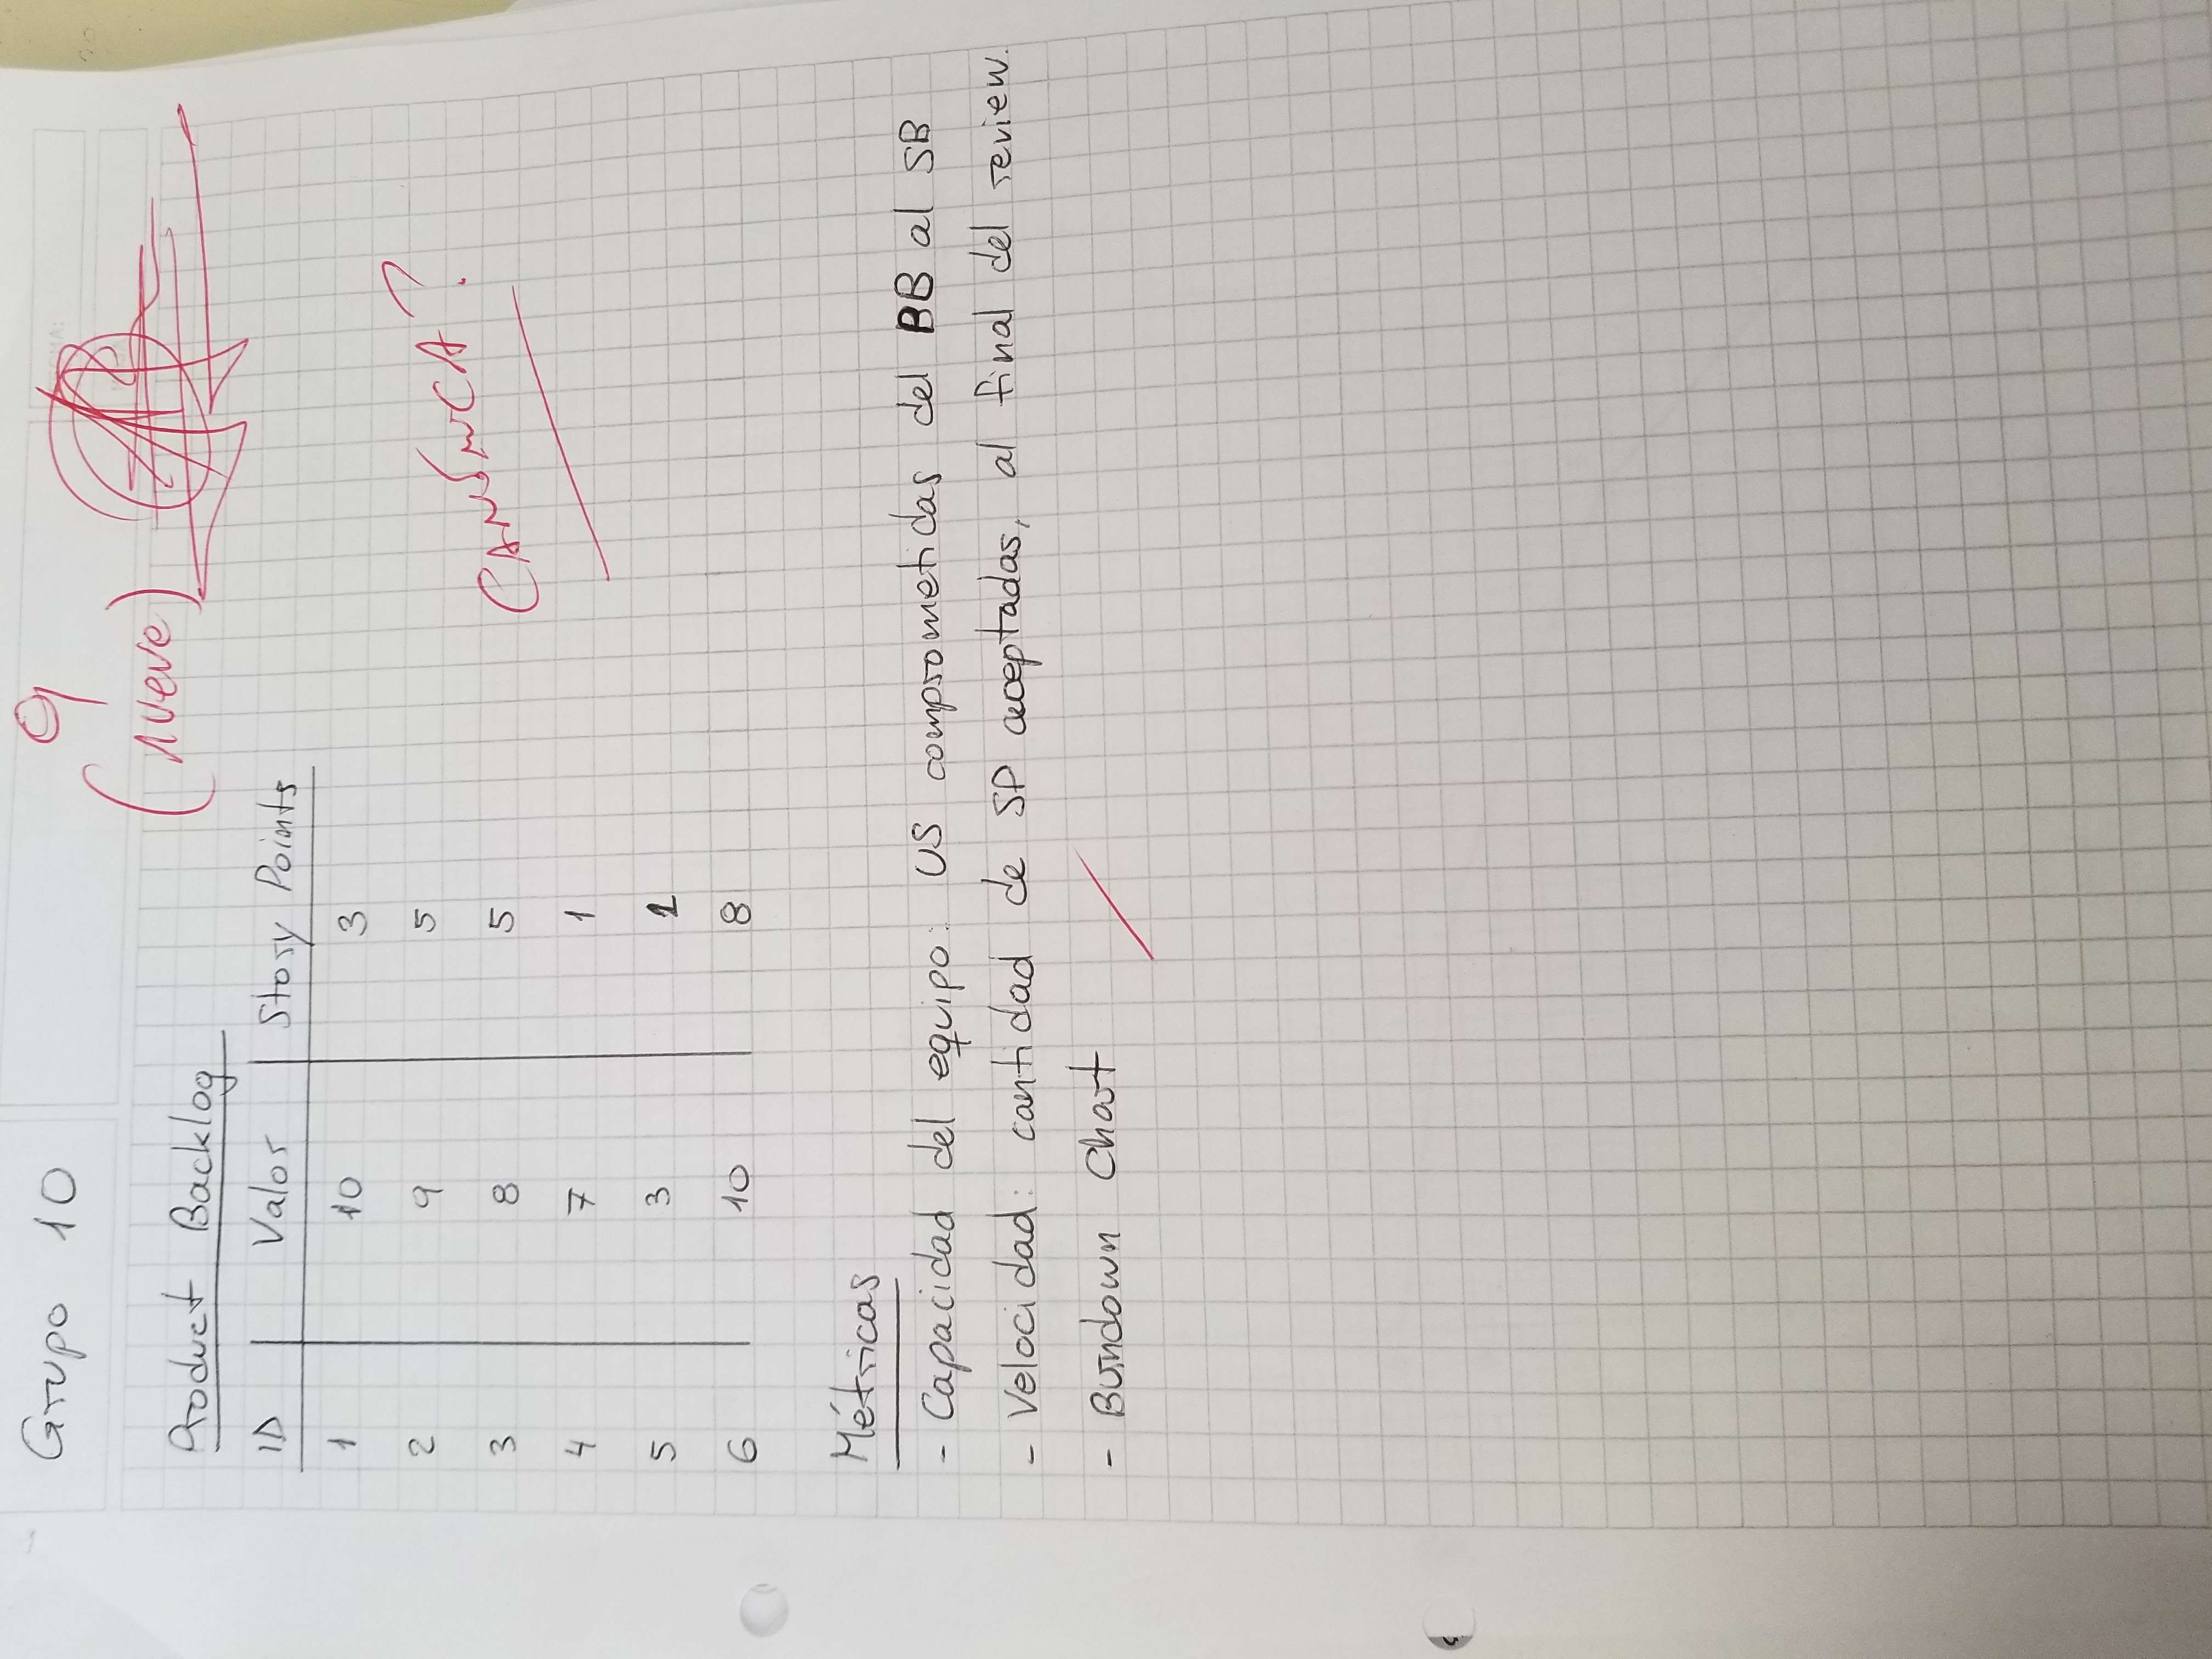 Grupo 10
9
(nueve)
Product Backlog
ID Valor Story Points
1 10 3
2 9 5
3 8 5
4 7 1
5 3 1
6 10 8
CANÓNICA?
Métricas
- Capacidad del equipo: US comprometidas del PB al SB
- Velocidad: cantidad de SP aceptadas, al final del review.
- Burndown Chart